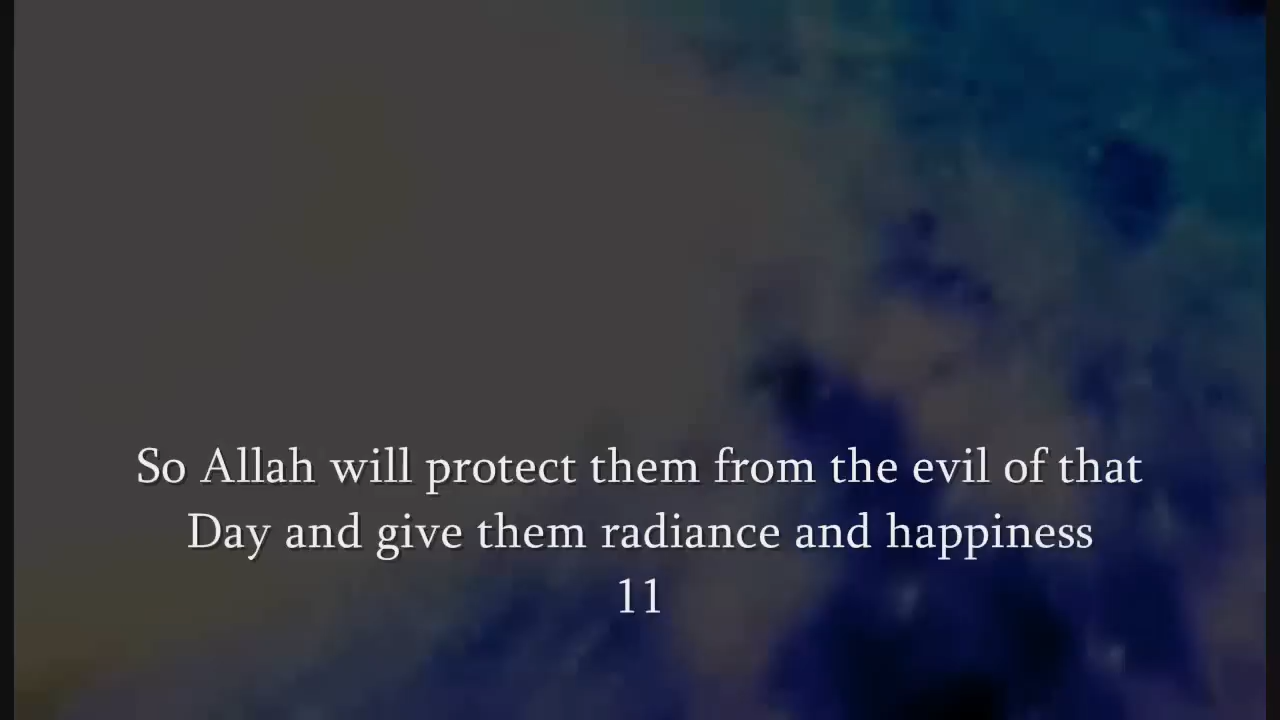 So Allah will protect them from the evil of that
Day and give them radiance and happiness
11